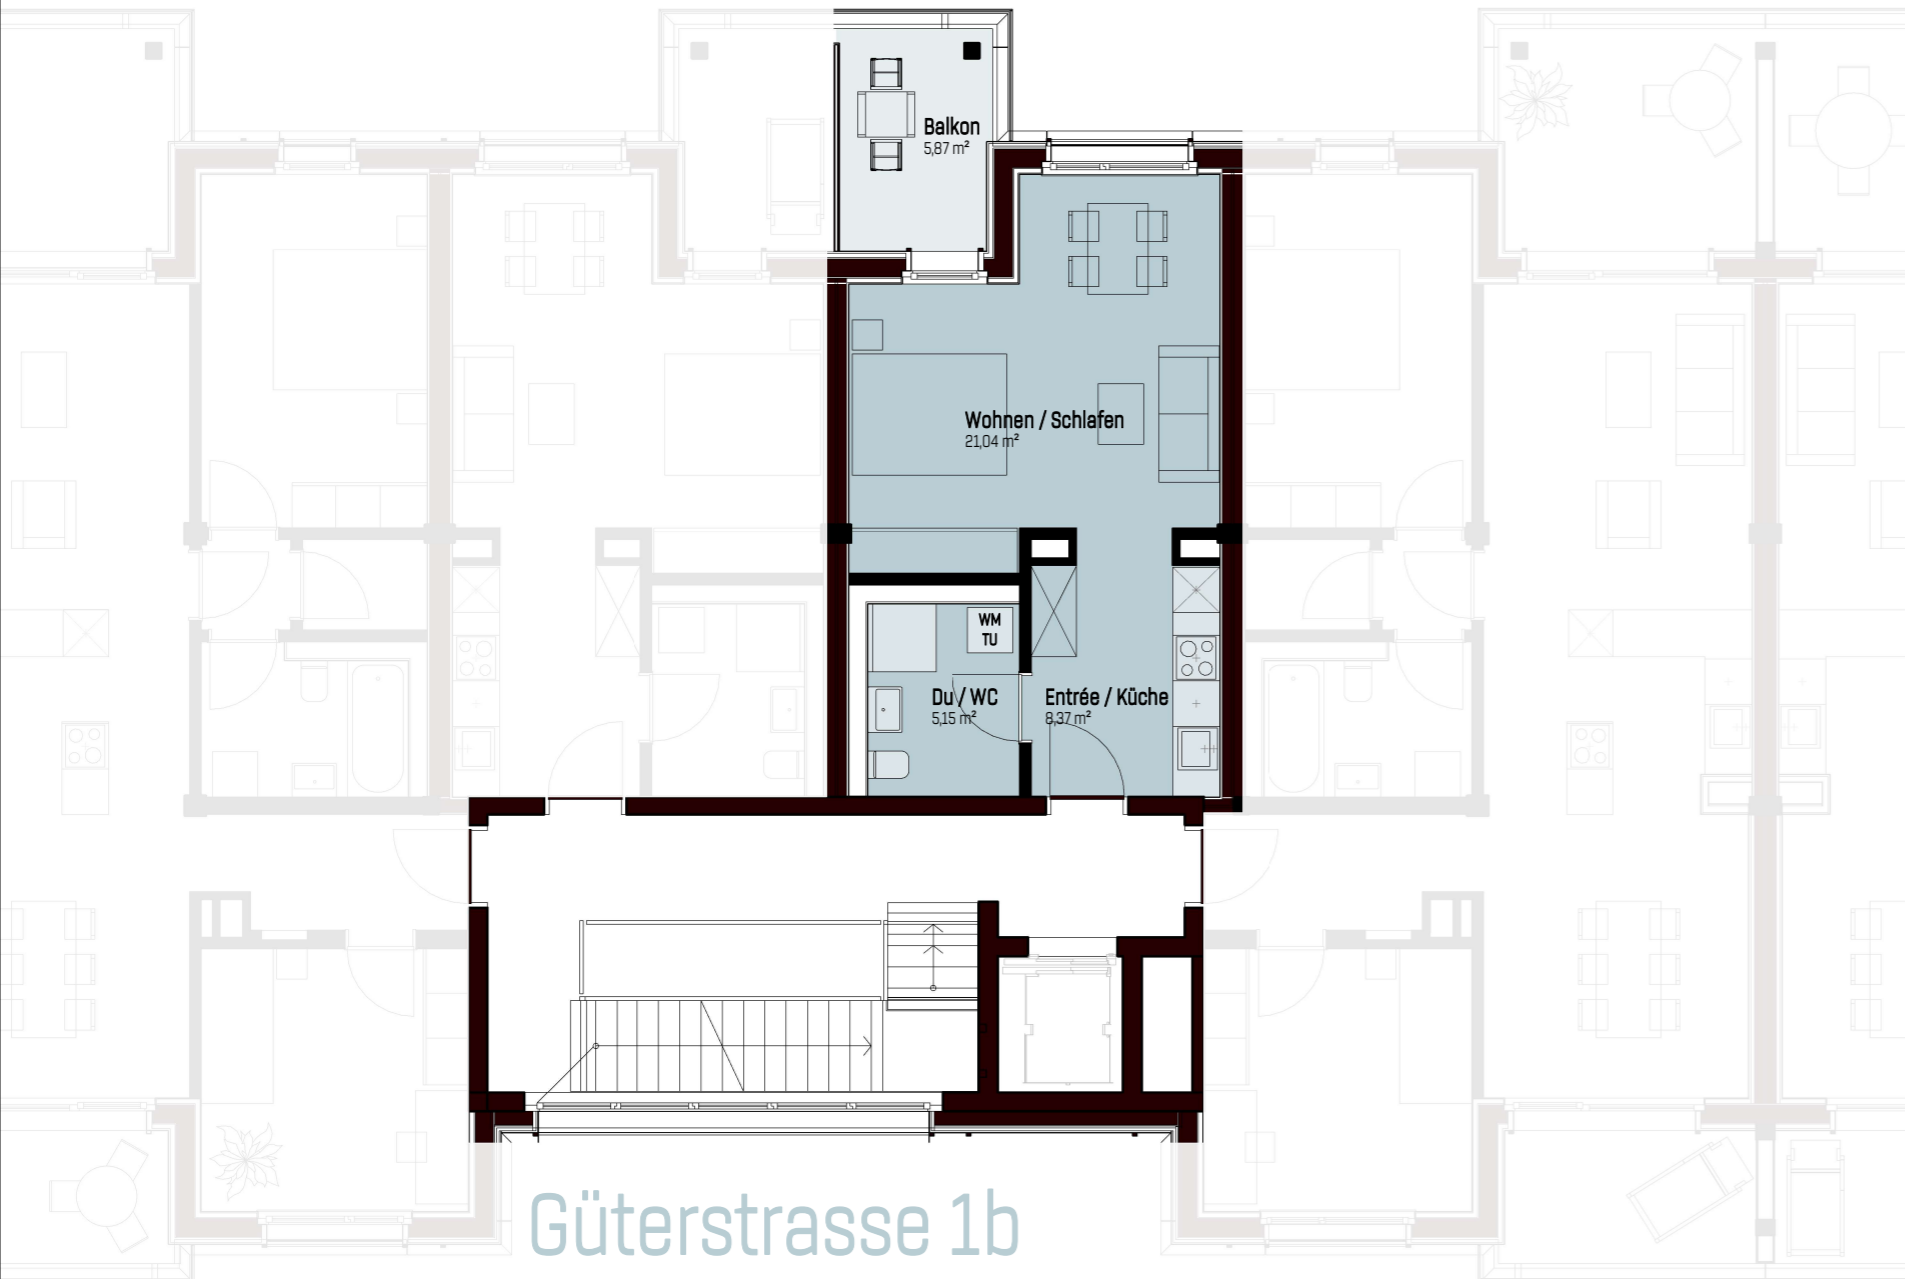 Balkon
5,87 m²
Wohnen / Schlafen
21,04 m²
WM
TU
Du / WC
5,15 m²
Entrée / Küche
8,37 m²
Güterstrasse 1b